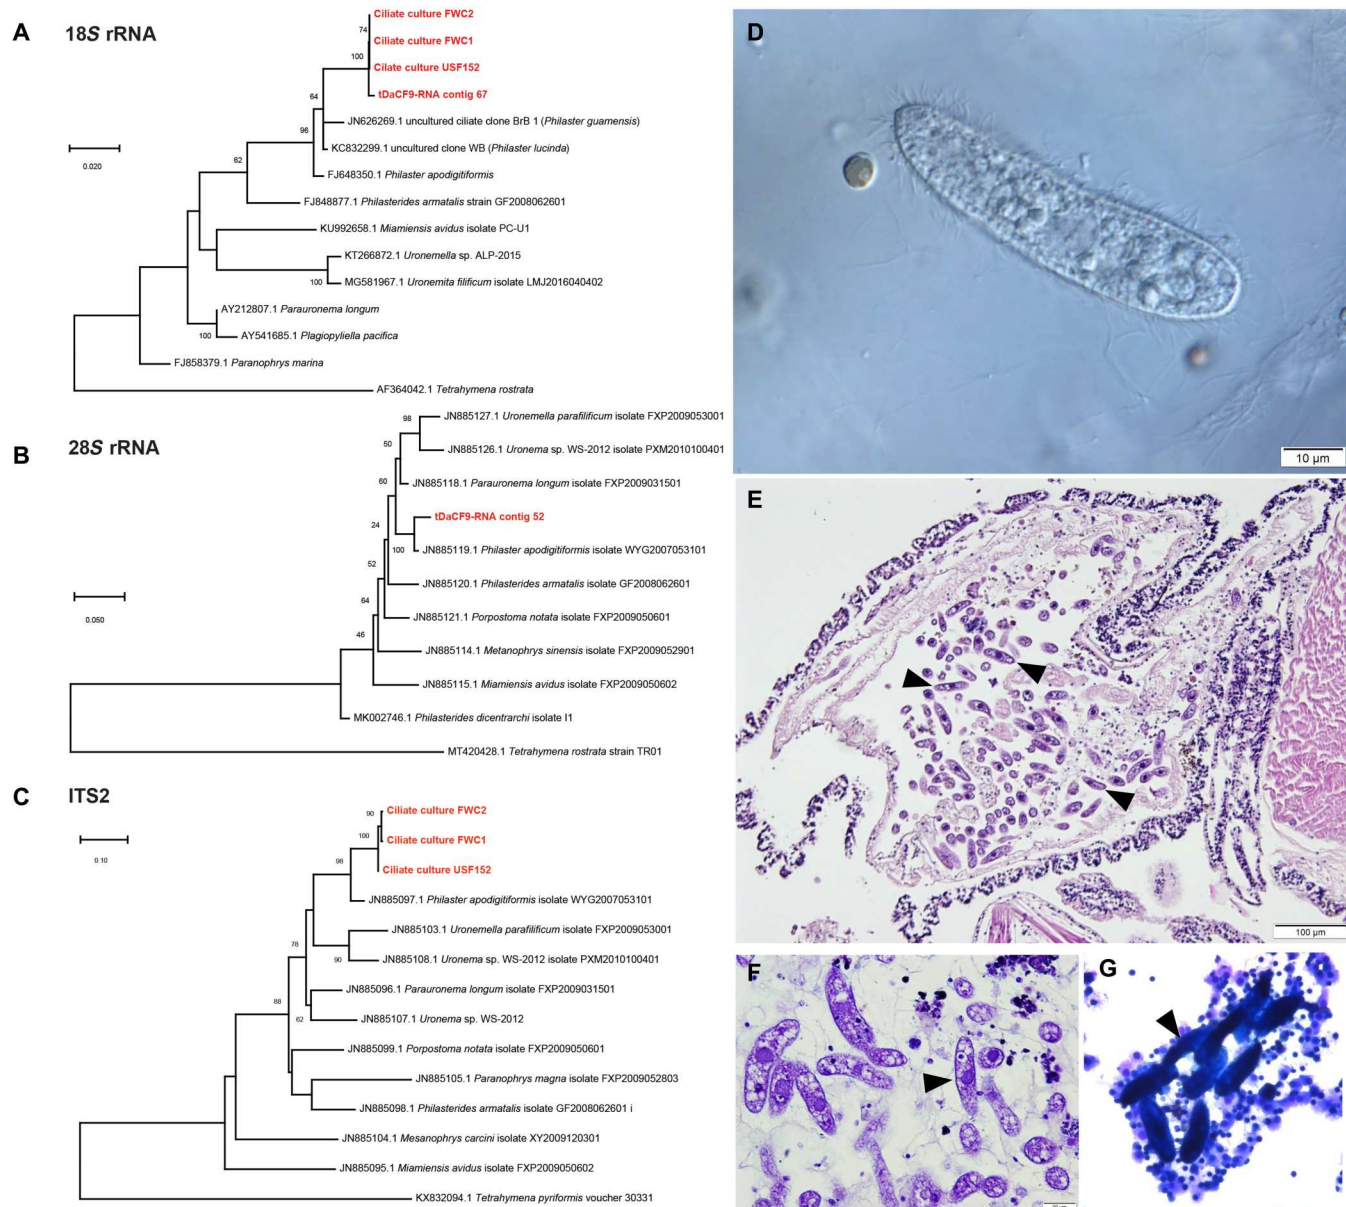 A
18S rRNA
Ciliate culture FWC2
74
Ciliate culture FWC1
100
Cilate culture USF152
tDaCF9-RNA contig 67
64
JN626269.1 uncultured ciliate clone BrB 1 (Philaster guamensis)
96
KC832299.1 uncultured clone WB (Philaster lucinda)
62
FJ648350.1 Philaster apodigitiformis
0.020
FJ848877.1 Philasterides armatalis strain GF2008062601
KU992658.1 Miamiensis avidus isolate PC-U1
KT266872.1 Uronemella sp. ALP-2015
100
MG581967.1 Uronemita filificum isolate LMJ2016040402
AY212807.1 Parauronema longum
100
AY541685.1 Plagiopyliella pacifica
FJ858379.1 Paranophrys marina
AF364042.1 Tetrahymena rostrata
B
28S rRNA
98
JN885127.1 Uronemella parafilificum isolate FXP2009053001
50
JN885126.1 Uronema sp. WS-2012 isolate PXM2010100401
60
JN885118.1 Parauronema longum isolate FXP2009031501
24
tDaCF9-RNA contig 52
100
JN885119.1 Philaster apodigitiformis isolate WYG2007053101
52
JN885120.1 Philasterides armatalis isolate GF2008062601
0.050
64
JN885121.1 Porpostoma notata isolate FXP2009050601
46
JN885114.1 Metanophrys sinensis isolate FXP2009052901
JN885115.1 Miamiensis avidus isolate FXP2009050602
MK002746.1 Philasterides dicentrarchi isolate I1
MT420428.1 Tetrahymena rostrata strain TR01
C
ITS2
0.10
Ciliate culture FWC2
90
100
Ciliate culture FWC1
98
Ciliate culture USF152
JN885097.1 Philaster apodigitiformis isolate WYG2007053101
JN885103.1 Uronemella parafilificum isolate FXP2009053001
78
90
JN885108.1 Uronema sp. WS-2012 isolate PXM2010100401
JN885096.1 Parauronema longum isolate FXP2009031501
88
62
JN885107.1 Uronema sp. WS-2012
JN885099.1 Porpostoma notata isolate FXP2009050601
JN885105.1 Paranophrys magna isolate FXP2009052803
JN885098.1 Philasterides armatalis isolate GF2008062601 i
JN885104.1 Mesanophrys carcini isolate XY2009120301
JN885095.1 Miamiensis avidus isolate FXP2009050602
KX832094.1 Tetrahymena pyriformis voucher 30331
D
10 µm
E
100 µm
F
G